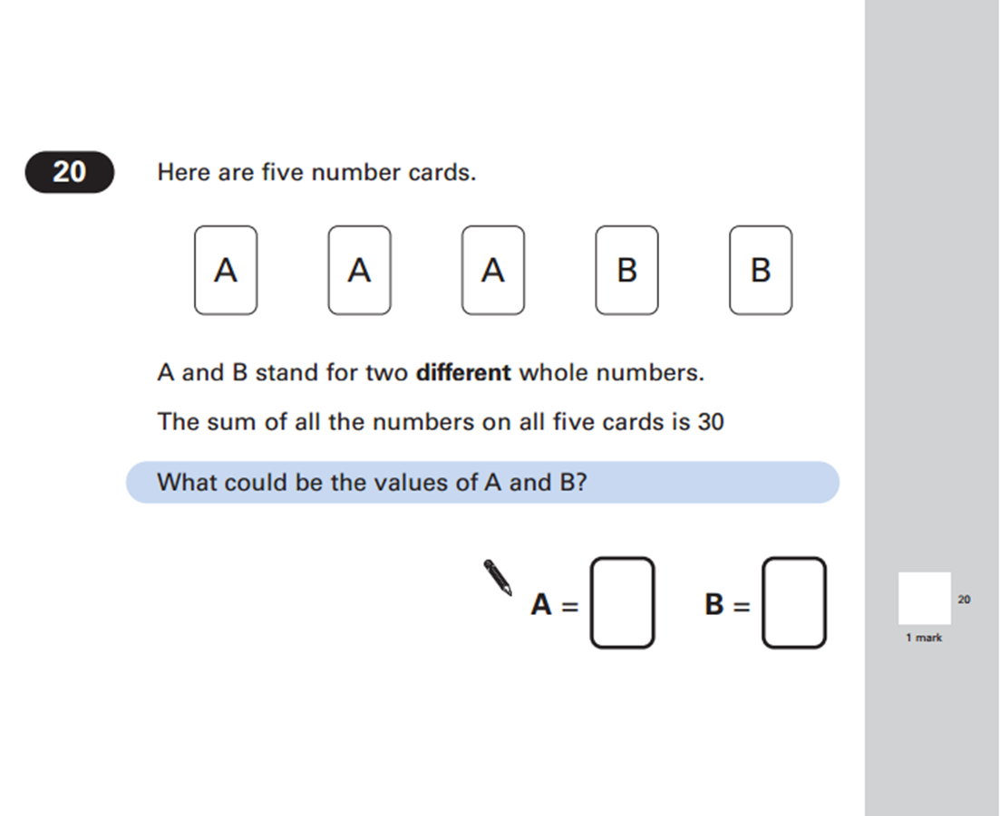 20 Here are five number cards.
A A A B B
A and B stand for two different whole numbers.
The sum of all the numbers on all five cards is 30
What could be the values of A and B?
A = B =
20
1 mark